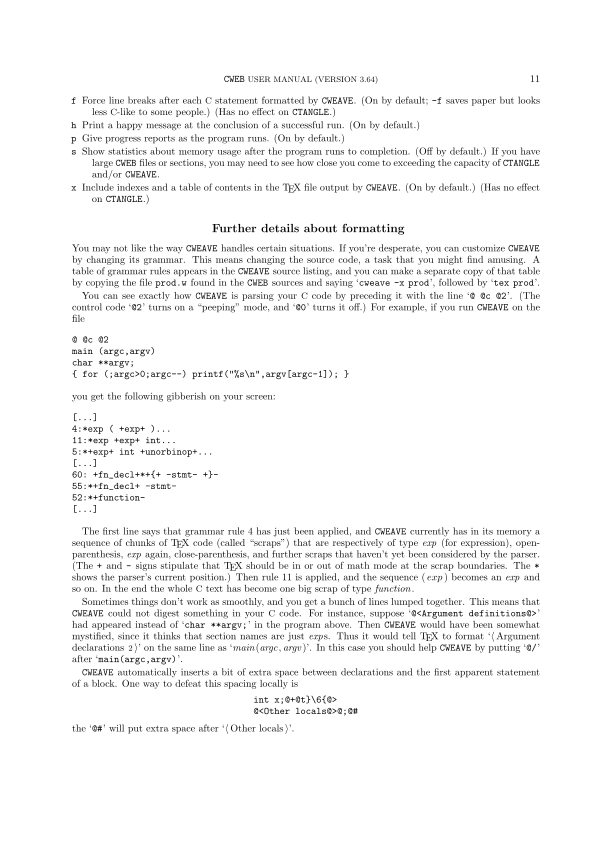 CWEB USER MANUAL (VERSION 3.64) 11
f Force line breaks after each C statement formatted by CWEAVE. (On by default; -f saves paper but looks
less C-like to some people.) (Has no effect on CTANGLE.)
h Print a happy message at the conclusion of a successful run. (On by default.)
p Give progress reports as the program runs. (On by default.)
s Show statistics about memory usage after the program runs to completion. (Off by default.) If you have
large CWEB files or sections, you may need to see how close you come to exceeding the capacity of CTANGLE
and/or CWEAVE.
x Include indexes and a table of contents in the TEX file output by CWEAVE. (On by default.) (Has no effect
on CTANGLE.)
Further details about formatting
You may not like the way CWEAVE handles certain situations. If you're desperate, you can customize CWEAVE
by changing its grammar. This means changing the source code, a task that you might find amusing. A
table of grammar rules appears in the CWEAVE source listing, and you can make a separate copy of that table
by copying the file prod.w found in the CWEB sources and saying ‘cweave -x prod’, followed by ‘tex prod’.
You can see exactly how CWEAVE is parsing your C code by preceding it with the line ‘@ @c @2’. (The
control code ‘@2’ turns on a “peeping” mode, and ‘@0’ turns it off.) For example, if you run CWEAVE on the
file
@ @c @2
main (argc,argv)
char **argv;
{ for (;argc>0;argc--) printf("%s\n",argv[argc-1]); }
you get the following gibberish on your screen:
[...]
4:*exp ( +exp+ )...
11:*exp +exp+ int...
5:*+exp+ int +unorbinop+...
[...]
60: +fn_decl+*+{+ -stmt- +}-
55:*+fn_decl+ -stmt-
52:*+function-
[...]
The first line says that grammar rule 4 has just been applied, and CWEAVE currently has in its memory a
sequence of chunks of TEX code (called “scraps”) that are respectively of type exp (for expression), open-
parenthesis, exp again, close-parenthesis, and further scraps that haven't yet been considered by the parser.
(The + and - signs stipulate that TEX should be in or out of math mode at the scrap boundaries. The *
shows the parser's current position.) Then rule 11 is applied, and the sequence ( exp ) becomes an exp and
so on. In the end the whole C text has become one big scrap of type function.
Sometimes things don't work as smoothly, and you get a bunch of lines lumped together. This means that
CWEAVE could not digest something in your C code. For instance, suppose ‘@<Argument definitions@>’
had appeared instead of ‘char **argv;’ in the program above. Then CWEAVE would have been somewhat
mystified, since it thinks that section names are just exps. Thus it would tell TEX to format ‘⟨Argument
declarations 2⟩’ on the same line as ‘main(argc, argv)’. In this case you should help CWEAVE by putting ‘@/’
after ‘main(argc,argv)’.
CWEAVE automatically inserts a bit of extra space between declarations and the first apparent statement
of a block. One way to defeat this spacing locally is
int x;@+@t}\6{@>
@<Other locals@>@;@#
the ‘@#’ will put extra space after ‘⟨Other locals⟩’.